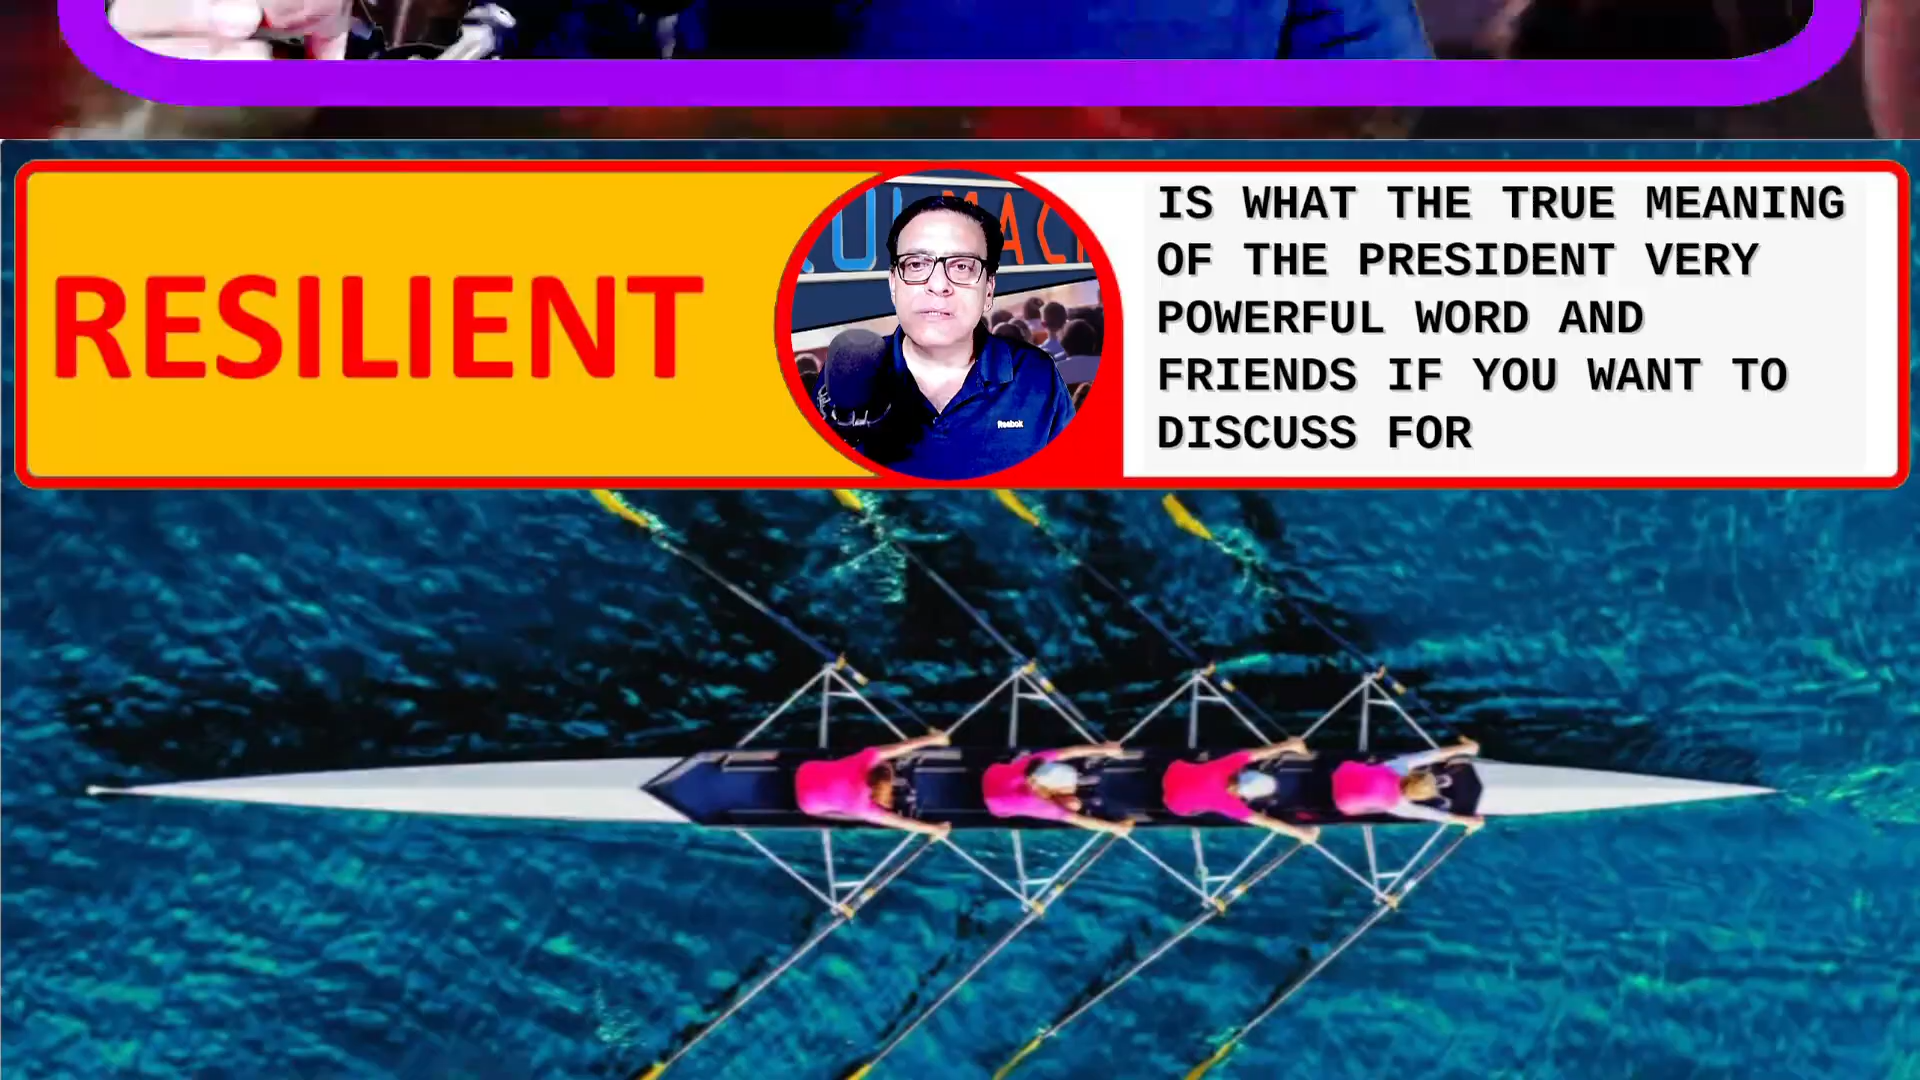 RESILIENT
IS WHAT THE TRUE MEANING
OF THE PRESIDENT VERY
POWERFUL WORD AND
FRIENDS IF YOU WANT TO
DISCUSS FOR
Reebok